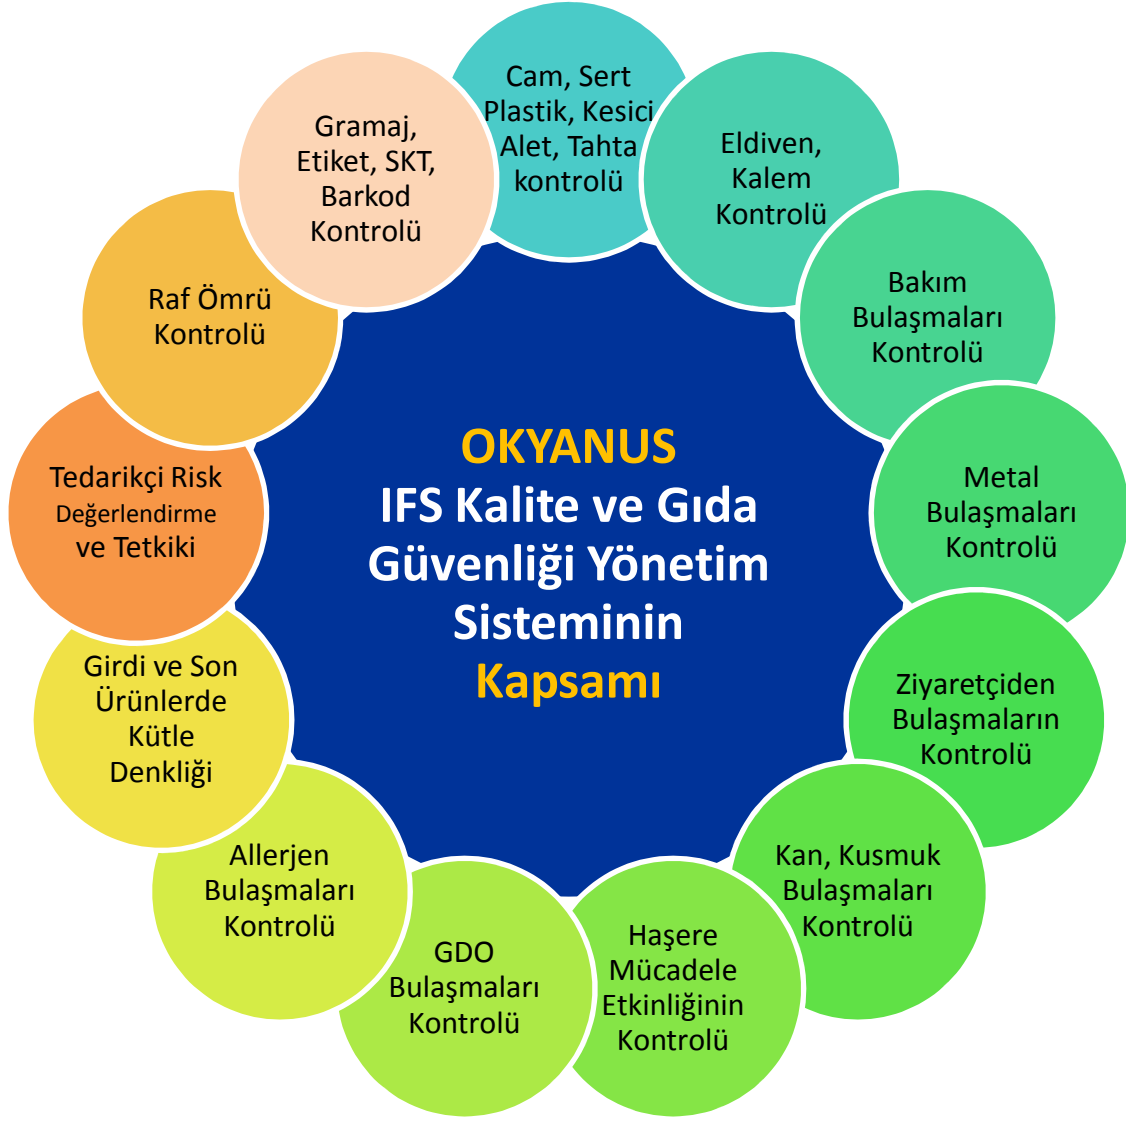 Cam, Sert
Plastik, Kesici
Alet, Tahta
kontrolü
Eldiven,
Kalem
Kontrolü
Bakım
Bulaşmaları
Kontrolü
Metal
Bulaşmaları
Kontrolü
Ziyaretçiden
Bulaşmaların
Kontrolü
Kan, Kusmuk
Bulaşmaları
Kontrolü
Haşere
Mücadele
Etkinliğinin
Kontrolü
GDO
Bulaşmaları
Kontrolü
Allerjen
Bulaşmaları
Kontrolü
Girdi ve Son
Ürünlerde
Kütle
Denkliği
Tedarikçi Risk
Değerlendirme
ve Tetkiki
Raf Ömrü
Kontrolü
Gramaj,
Etiket, SKT,
Barkod
Kontrolü
OKYANUS
IFS Kalite ve Gıda
Güvenliği Yönetim
Sisteminin
Kapsamı